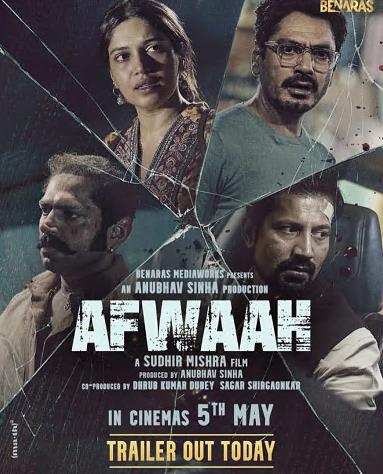 BENARAS
BENARAS MEDIAWORKS PRESENTS
AN ANUBHAV SINHA PRODUCTION
AFWAAH
A SUDHIR MISHRA FILM
PRODUCED BY ANUBHAV SINHA
CO-PRODUCED BY DHRUB KUMAR DUBEY SAGAR SHIRGAONKAR
IN CINEMAS 5TH MAY
TRAILER OUT TODAY